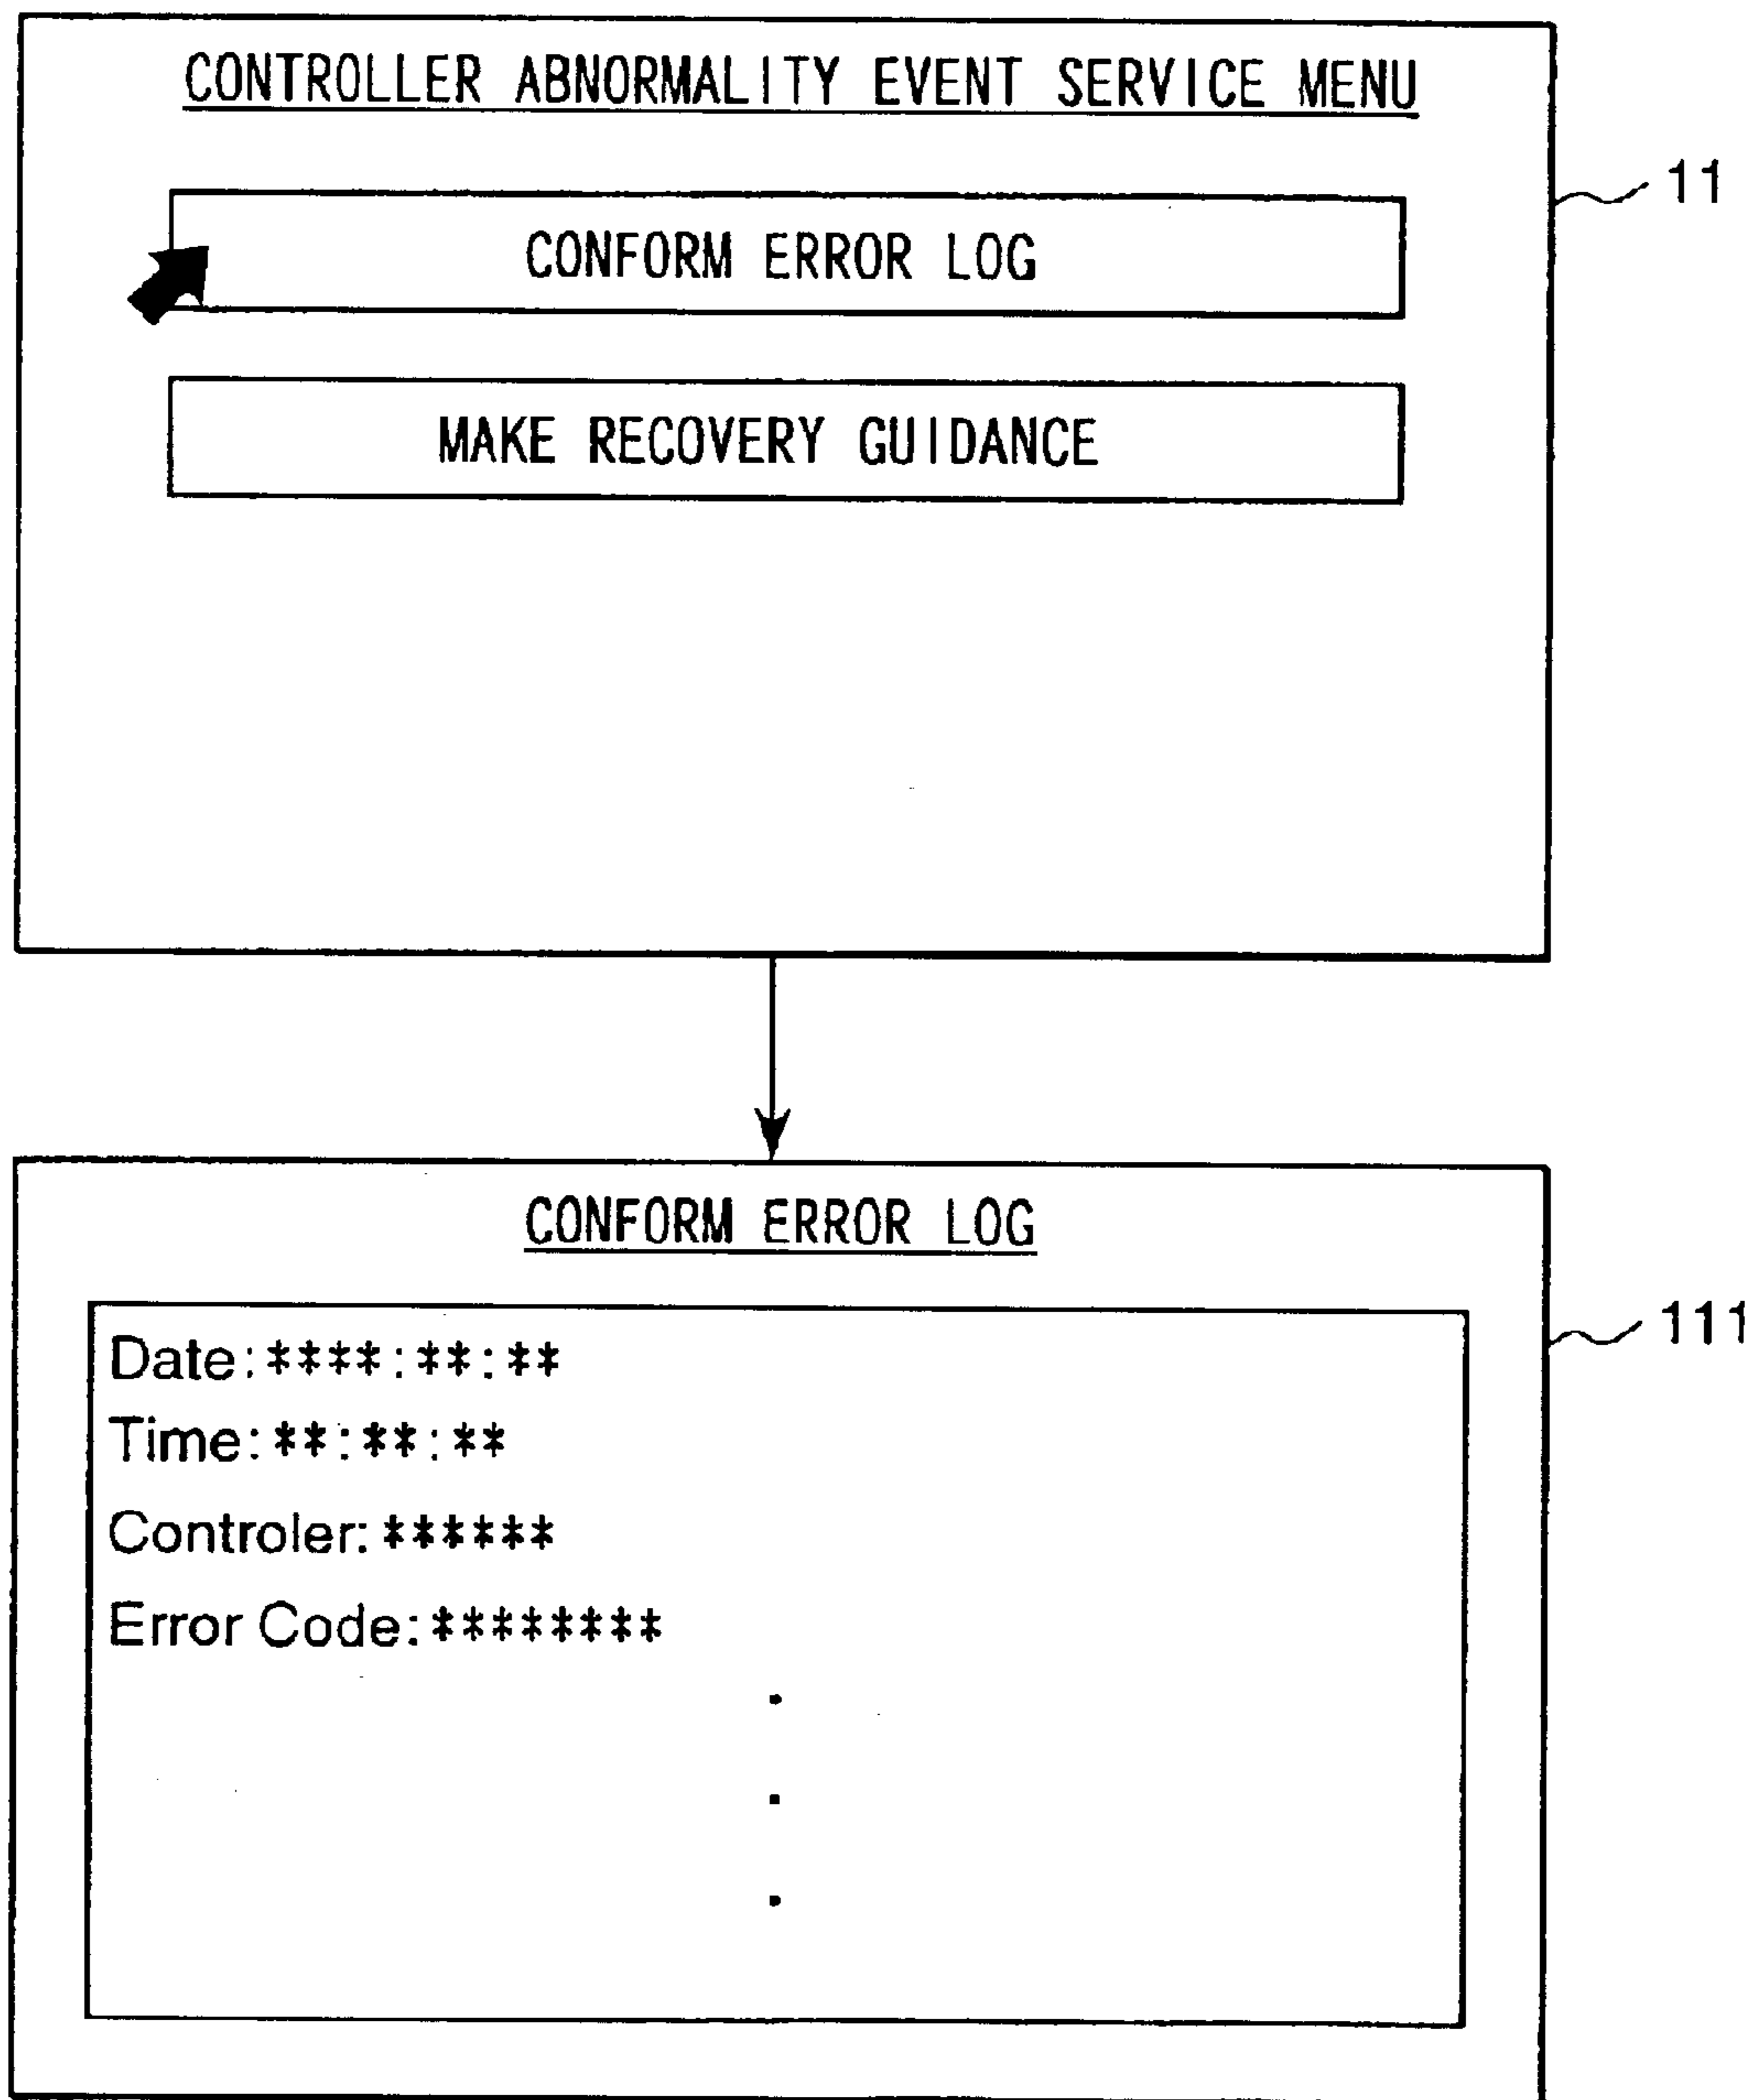 CONTROLLER ABNORMALITY EVENT SERVICE MENU
11
CONFORM ERROR LOG
MAKE RECOVERY GUIDANCE
CONFORM ERROR LOG
111
Date:****:**:**
Time:**:**:**
Controler:******
Error Code:********